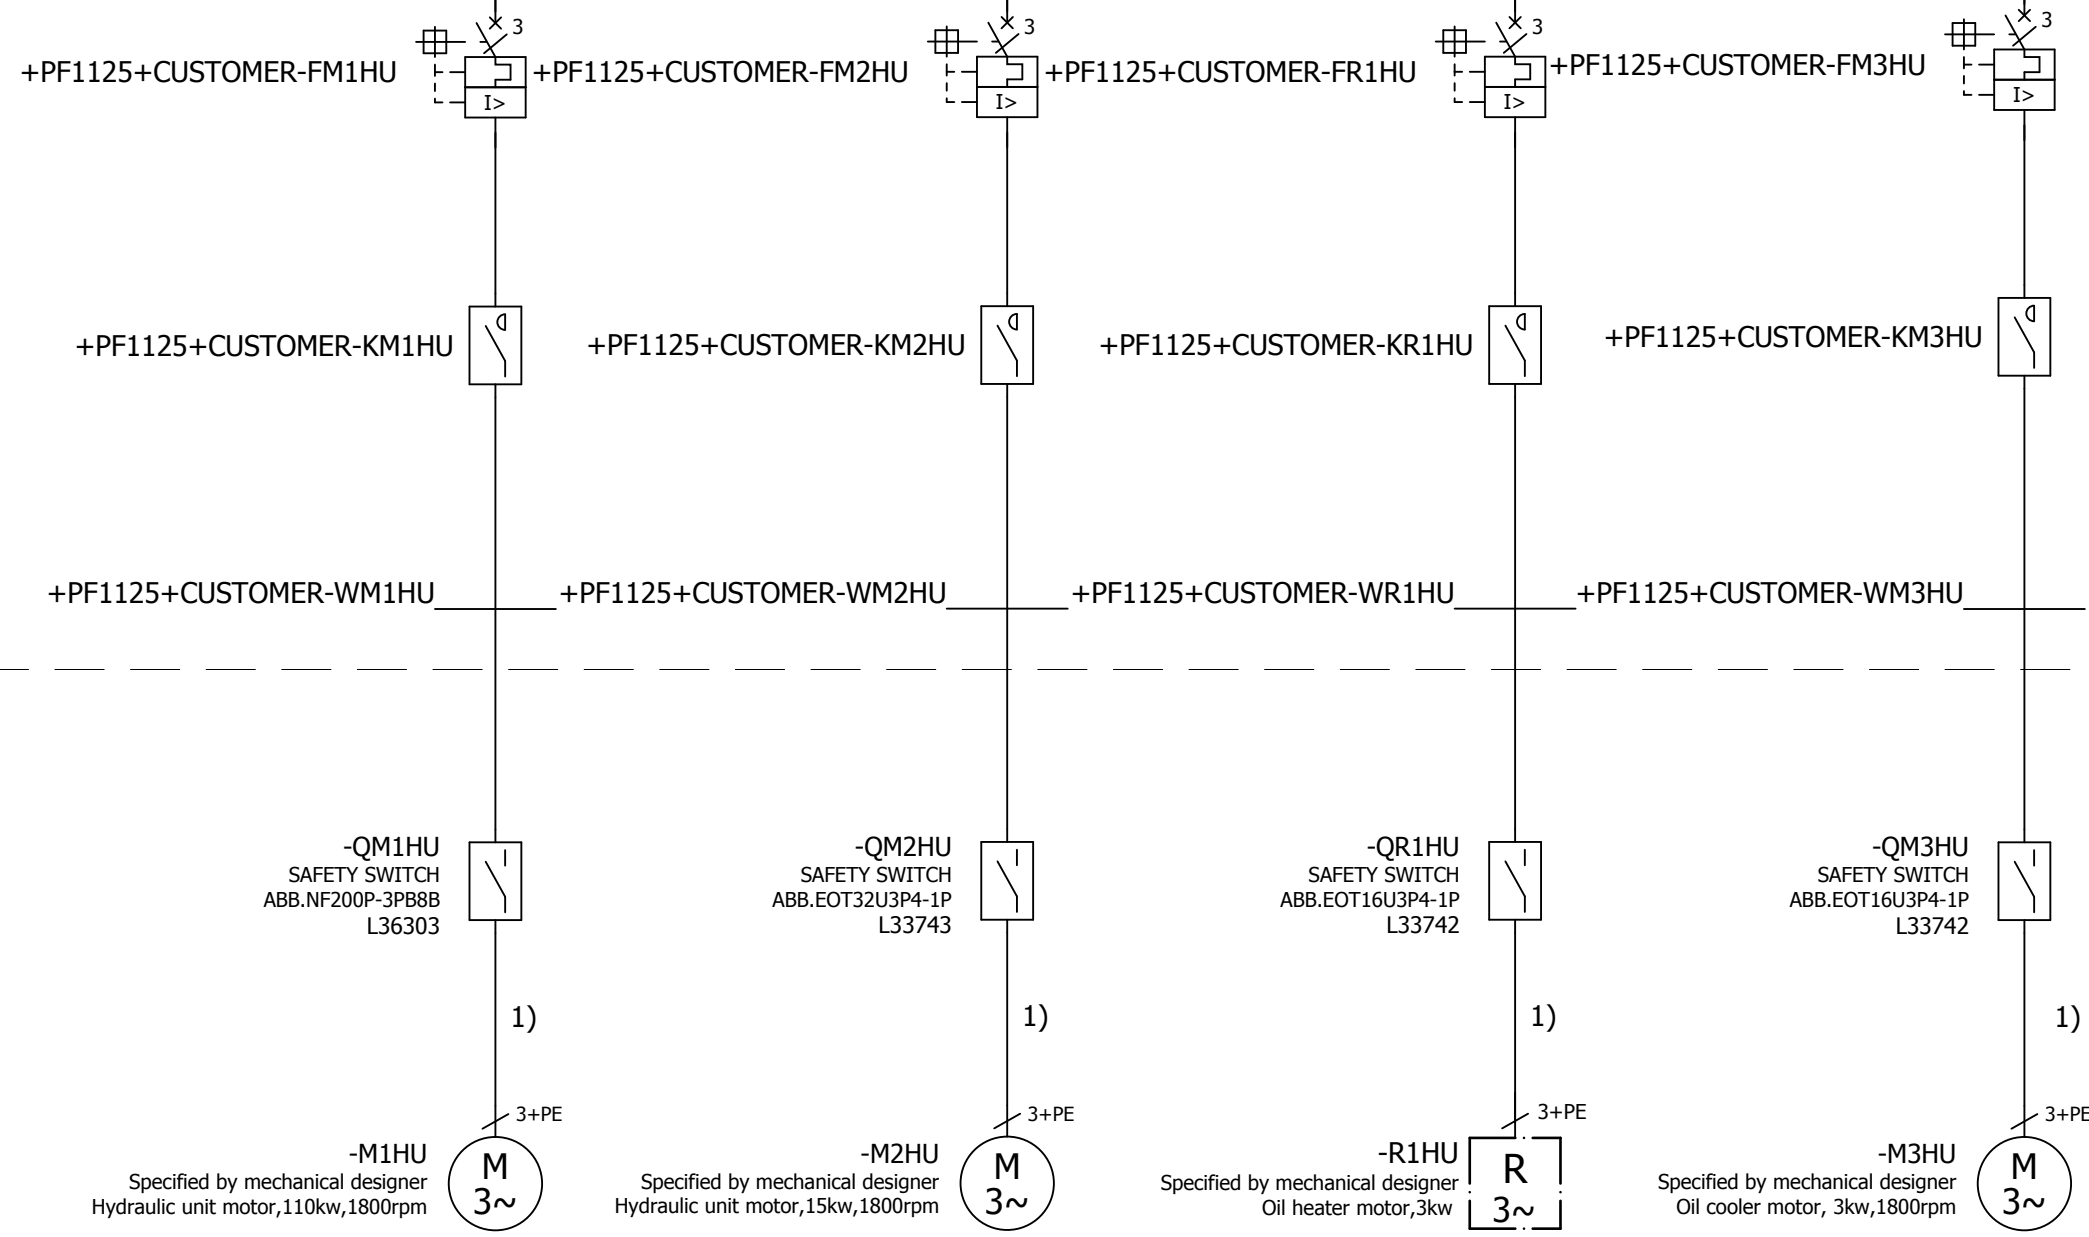 3
3
3
3
+PF1125+CUSTOMER-FM1HU
+PF1125+CUSTOMER-FM2HU
+PF1125+CUSTOMER-FR1HU
+PF1125+CUSTOMER-FM3HU
I>
I>
I>
I>
+PF1125+CUSTOMER-KM1HU
+PF1125+CUSTOMER-KM2HU
+PF1125+CUSTOMER-KR1HU
+PF1125+CUSTOMER-KM3HU
+PF1125+CUSTOMER-WM1HU
+PF1125+CUSTOMER-WM2HU
+PF1125+CUSTOMER-WR1HU
+PF1125+CUSTOMER-WM3HU
-QM1HU
SAFETY SWITCH
ABB.NF200P-3PB8B
L36303
-QM2HU
SAFETY SWITCH
ABB.EOT32U3P4-1P
L33743
-QR1HU
SAFETY SWITCH
ABB.EOT16U3P4-1P
L33742
-QM3HU
SAFETY SWITCH
ABB.EOT16U3P4-1P
L33742
1)
1)
1)
1)
3+PE
3+PE
3+PE
3+PE
-M1HU
Specified by mechanical designer
Hydraulic unit motor,110kw,1800rpm
M
3~
-M2HU
Specified by mechanical designer
Hydraulic unit motor,15kw,1800rpm
M
3~
-R1HU
Specified by mechanical designer
Oil heater motor,3kw
R
3~
-M3HU
Specified by mechanical designer
Oil cooler motor, 3kw,1800rpm
M
3~